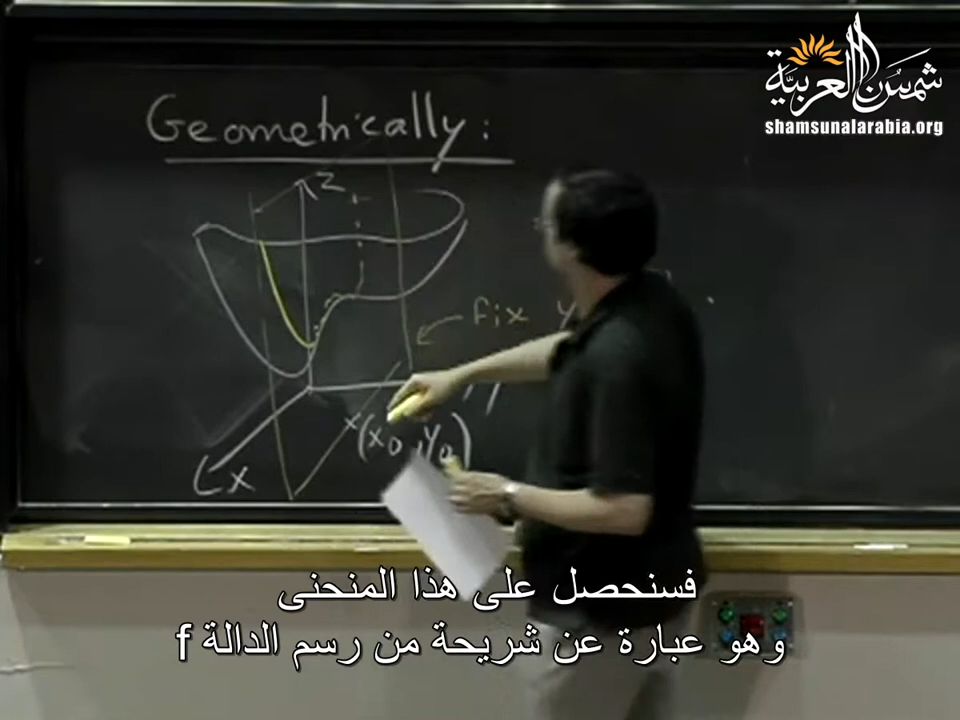 شمس العربية
shamsunalarabia.org
Geometrically:
z
fix y
(x₀, y₀)
x
فسنحصل على هذا المنحنى
وهو عبارة عن شريحة من رسم الدالة f